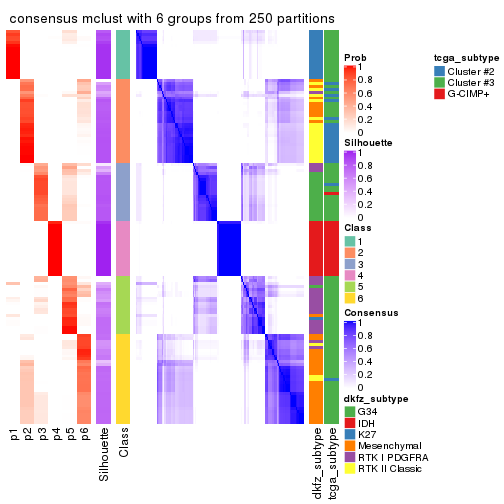 consensus mclust with 6 groups from 250 partitions
Prob
1
0.8
0.6
0.4
0.2
0
Silhouette
1
0.8
0.6
0.4
0.2
0
Class
1
2
3
4
5
6
Consensus
1
0.8
0.6
0.4
0.2
0
dkfz_subtype
G34
IDH
K27
Mesenchymal
RTK I PDGFRA
RTK II Classic
tcga_subtype
Cluster #2
Cluster #3
G-CIMP+
p1
p2
p3
p4
p5
p6
Silhouette
Class
dkfz_subtype
tcga_subtype